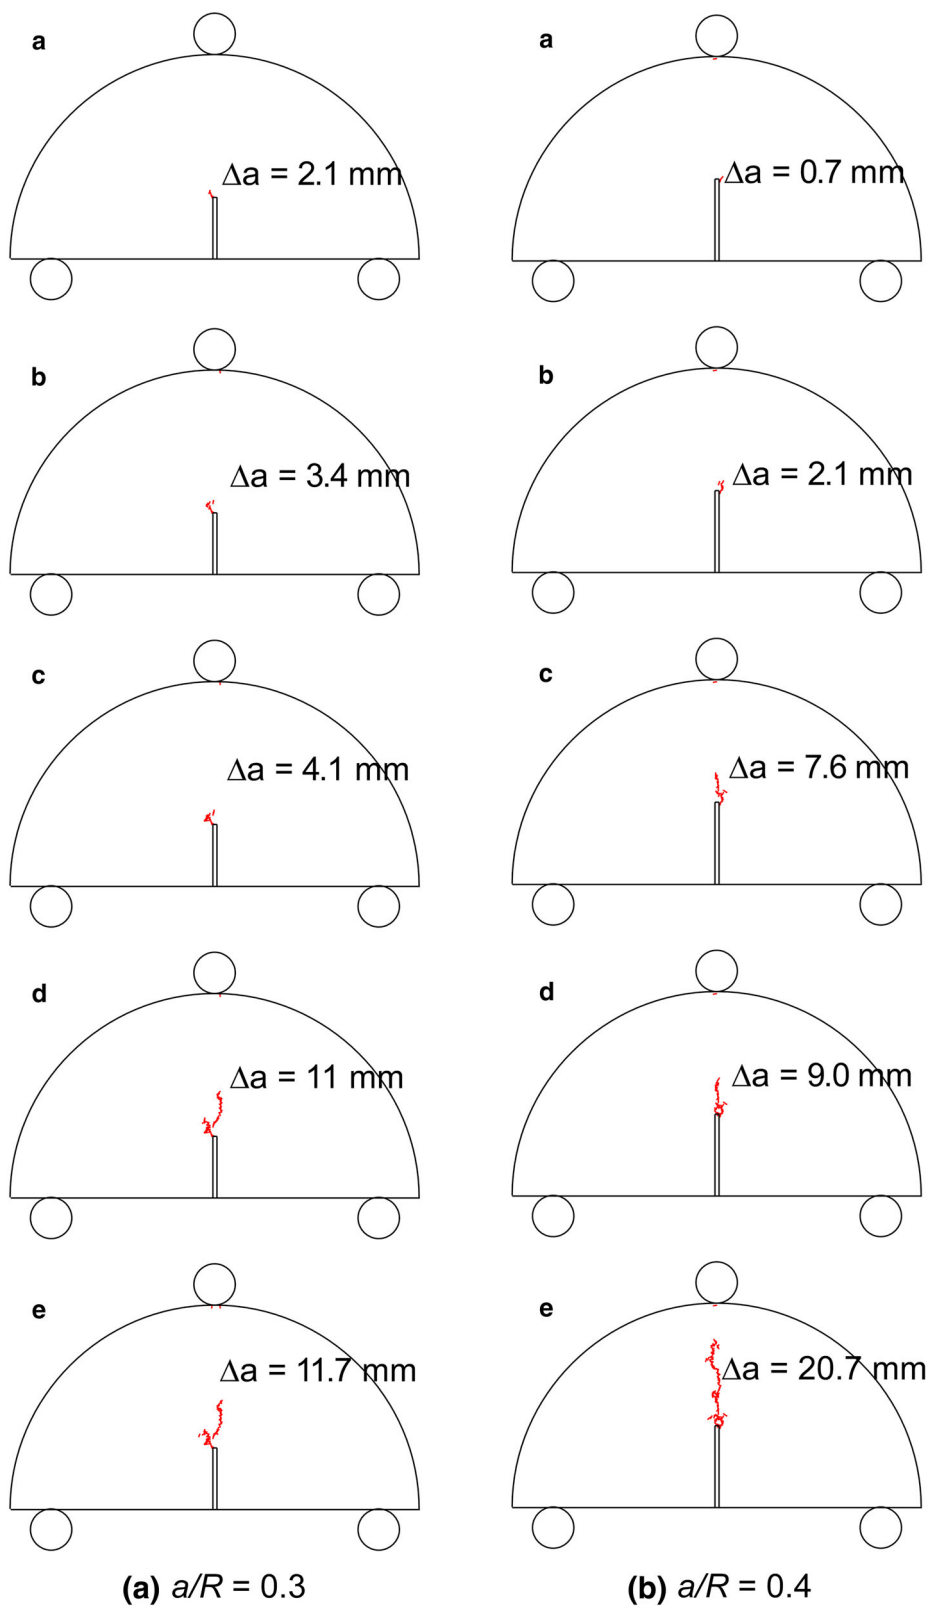 a
Δa = 2.1 mm
b
Δa = 3.4 mm
c
Δa = 4.1 mm
d
Δa = 11 mm
e
Δa = 11.7 mm
(a) a/R = 0.3
a
Δa = 0.7 mm
b
Δa = 2.1 mm
c
Δa = 7.6 mm
d
Δa = 9.0 mm
e
Δa = 20.7 mm
(b) a/R = 0.4